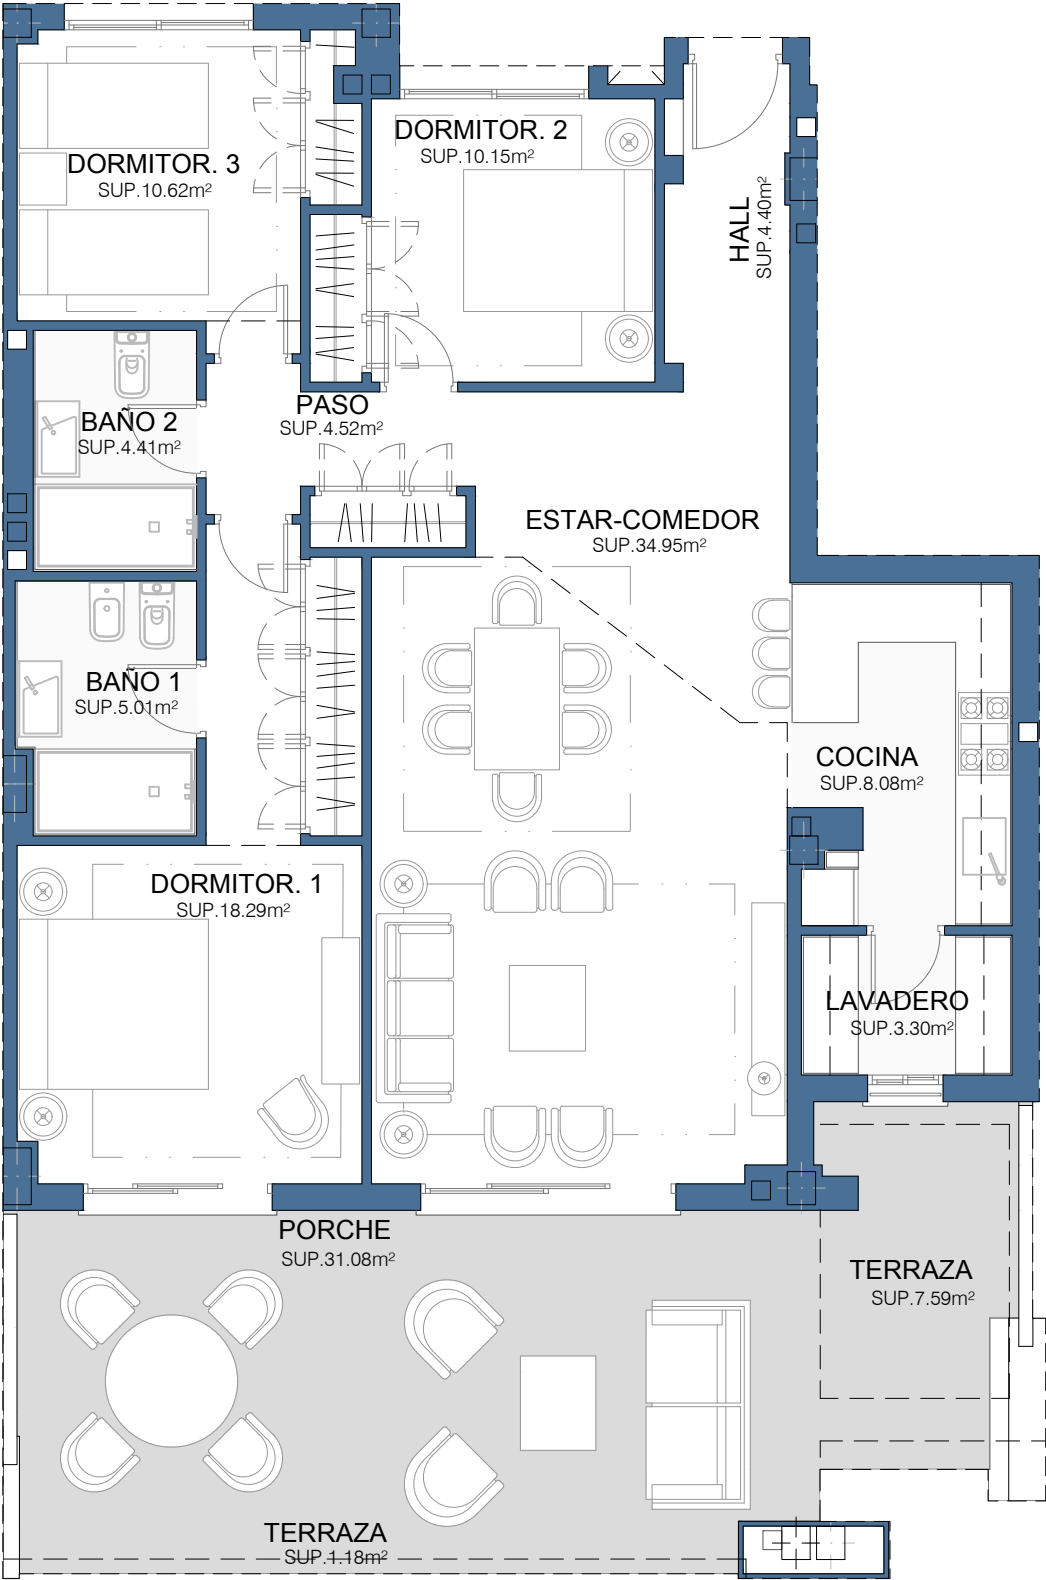 DORMITOR. 2
SUP.10.15m²
DORMITOR. 3
SUP.10.62m²
HALL
SUP.4.40m²
PASO
SUP.4.52m²
BAÑO 2
SUP.4.41m²
ESTAR-COMEDOR
SUP.34.95m²
BAÑO 1
SUP.5.01m²
COCINA
SUP.8.08m²
DORMITOR. 1
SUP.18.29m²
LAVADERO
SUP.3.30m²
PORCHE
SUP.31.08m²
TERRAZA
SUP.7.59m²
TERRAZA
SUP.1.18m²